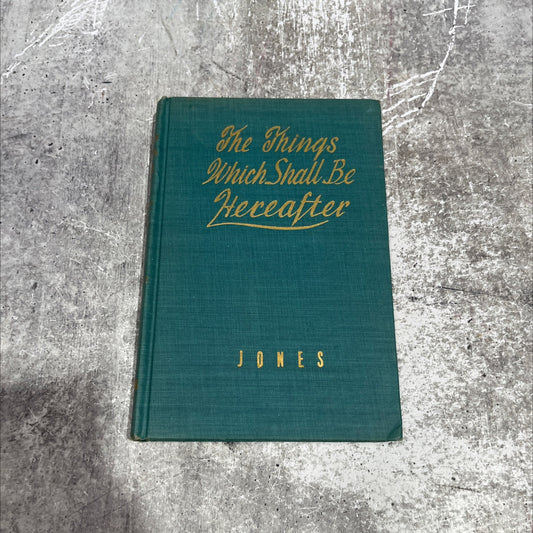 The Things
Which Shall Be
Hereafter
JONES